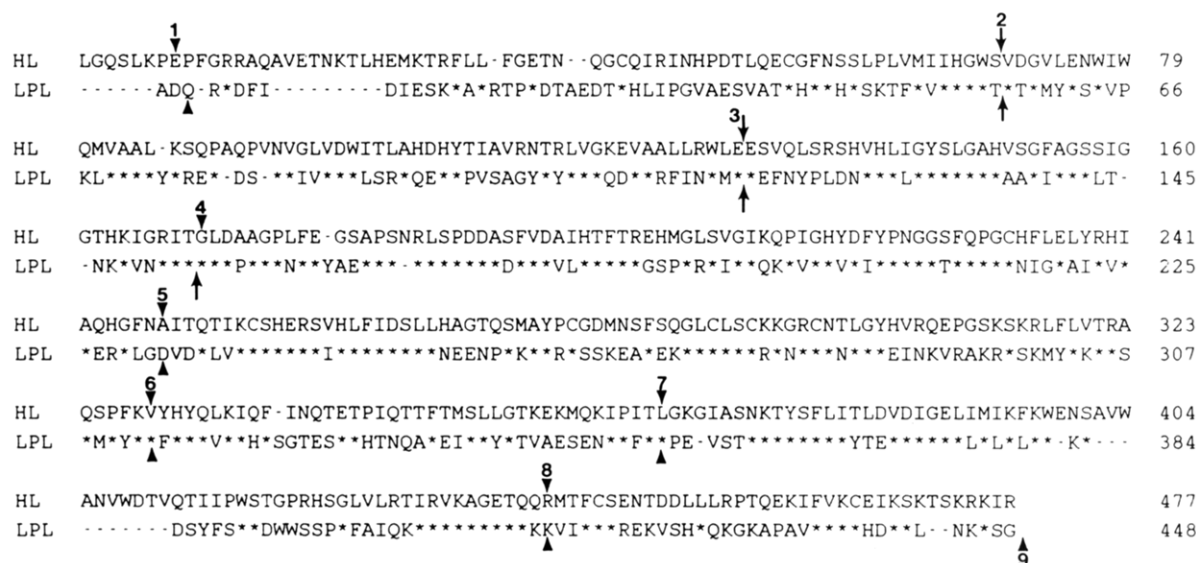 1 2
HL LGQSLKPEPFGRRAQAVETNKTLHEMKTRFLL-FGETN--QGCQIRINHPDTLQECGFNSSLPLVMIIHGWSVDGVLENWIW 79
LPL ------ADQ-R*DFI---------DIESK*A*RTP*DTAEDT*HLIPGVAESVAT*H**H*SKTF*V****T*T*MY*S*VP 66
3
HL QMVAAL-KSQPAQPVNVGLVDWITLAHDHYTIAVRNTRLVGKEVAALLRWLEESVQLSRSHVHLIGYSLGAHVSGFAGSSIG 160
LPL KL****Y*RE*-DS-**IV***LSR*QE**PVSAGY*Y***QD**RFIN*M**EFNYPLDN***L*******AA*I***LT- 145
4
HL GTHKIGRITGLDAAGPLFE-GSAPSNRLSPDDASFVDAIHTFTREHMGLSVGIKQPIGHYDFYPNGGSFQPGCHFLELYRHI 241
LPL -NK*VN******P***N**YAE****-*******D***VL****GSP*R*I**QK*V**V*I*****T*****NIG*AI*V* 225
5
HL AQHGFNAITQTIKCSHERSVHLFIDSLLHAGTQSMAYPCGDMNSFSQGLCLSCKKGRCNTLGYHVRQEPGSKSKRLFLVTRA 323
LPL *ER*LGDVD*LV*******I********NEENP*K**R*SSKEA*EK******R*N***N**EINKVRAKR*SKMY*K**S 307
6 7
HL QSPFKVYHYQLKIQF-INQTETPIQTTFTMSLLGTKEKMQKIPITLGKGIASNKTYSFLITLDVDIGELIMIKFKWENSAVW 404
LPL *M*Y**F***V**H*SGTES**HTNQA*EI**Y*TVAESEN**F**PE-VST*******YTE*******L*L*L**K*--- 384
8
HL ANVWDTVQTIIPWSTGPRHSGLVLRTIRVKAGETQQRMTFCSENTDDLLLRPTQEKIFVKCEIKSKTSKRKIR 477
LPL -------DSYFS**DWWSSP*FAIQK*********KKVI***REKVSH*QKGKAPAV****HD**L--NK*SG 448
9